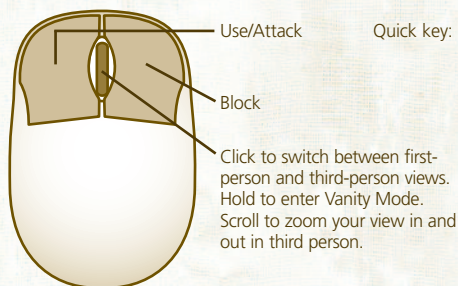 Use/Attack
Quick key:
Block
Click to switch between first-
person and third-person views.
Hold to enter Vanity Mode.
Scroll to zoom your view in and
out in third person.